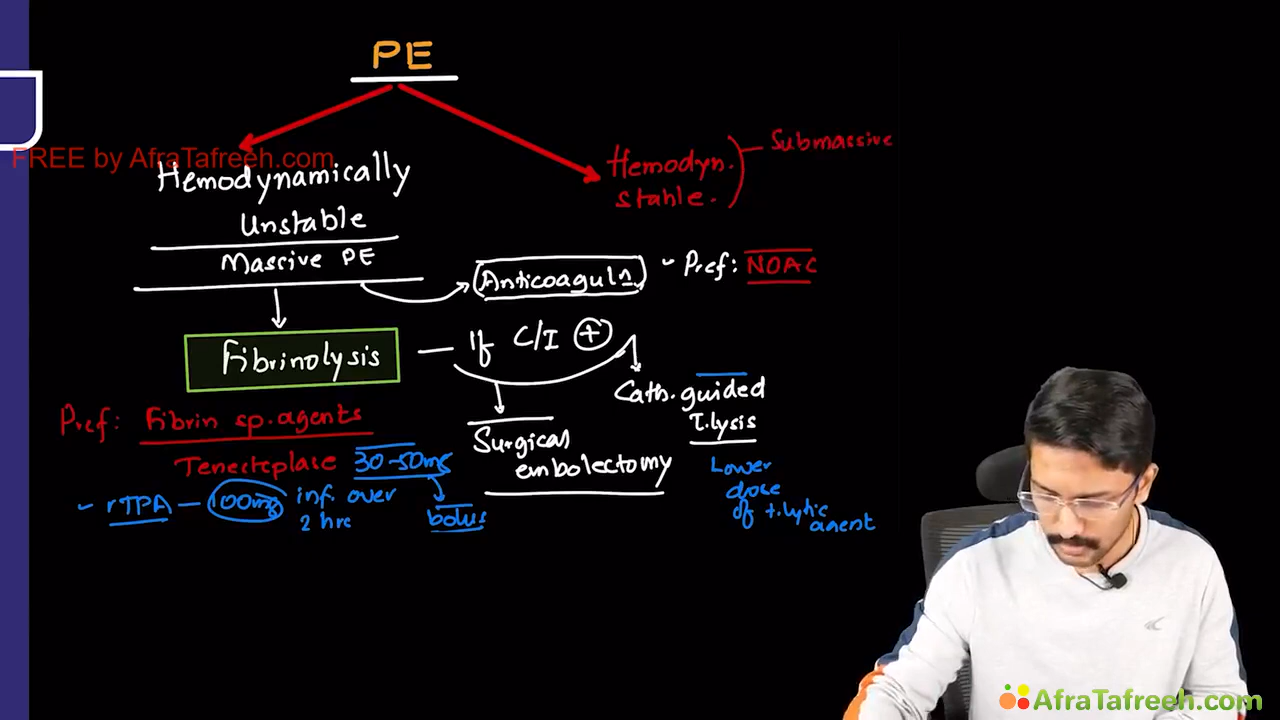 PE
FREE by AfraTafreeh.com
Hemodynamically
Unstable
Massive PE
Hemodyn.
stable.
Submassive
Anticoagul
Pref: NOAC
Fibrinolysis
If C/I +
Cath. guided
T.lysis
Lower
dose
of t.lytic
agent
Surgical
embolectomy
Pref: Fibrin sp. agents
Tenecteplase 30-50mg
bolus
rTPA - 100mg inf. over
2 hrs
AfraTafreeh.com